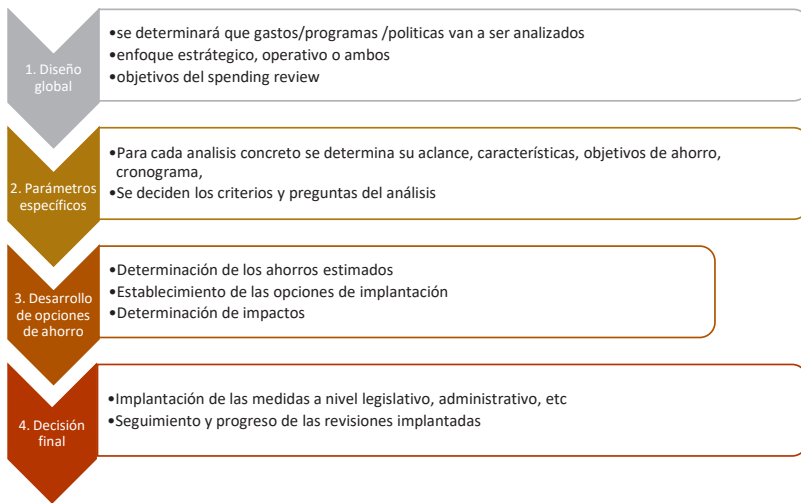 1. Diseño
global
•se determinará que gastos/programas /politicas van a ser analizados
•enfoque estrátegico, operativo o ambos
•objetivos del spending review
2. Parámetros
específicos
•Para cada analisis concreto se determina su aclance, características, objetivos de ahorro,
cronograma,
•Se deciden los criterios y preguntas del análisis
3. Desarrollo
de opciones
de ahorro
•Determinación de los ahorros estimados
•Establecimiento de las opciones de implantación
•Determinación de impactos
4. Decisión
final
•Implantación de las medidas a nivel legislativo, administrativo, etc
•Seguimiento y progreso de las revisiones implantadas